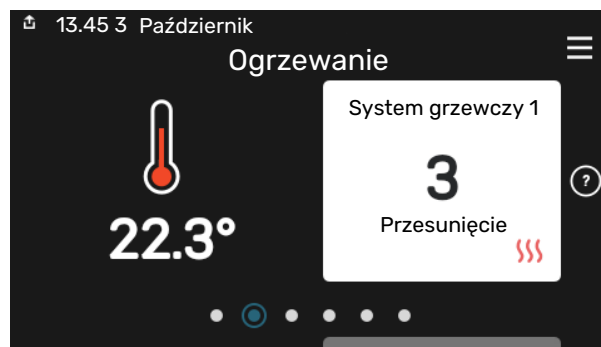 13.45 3 Październik
Ogrzewanie
System grzewczy 1
3
Przesunięcie
22.3°
?